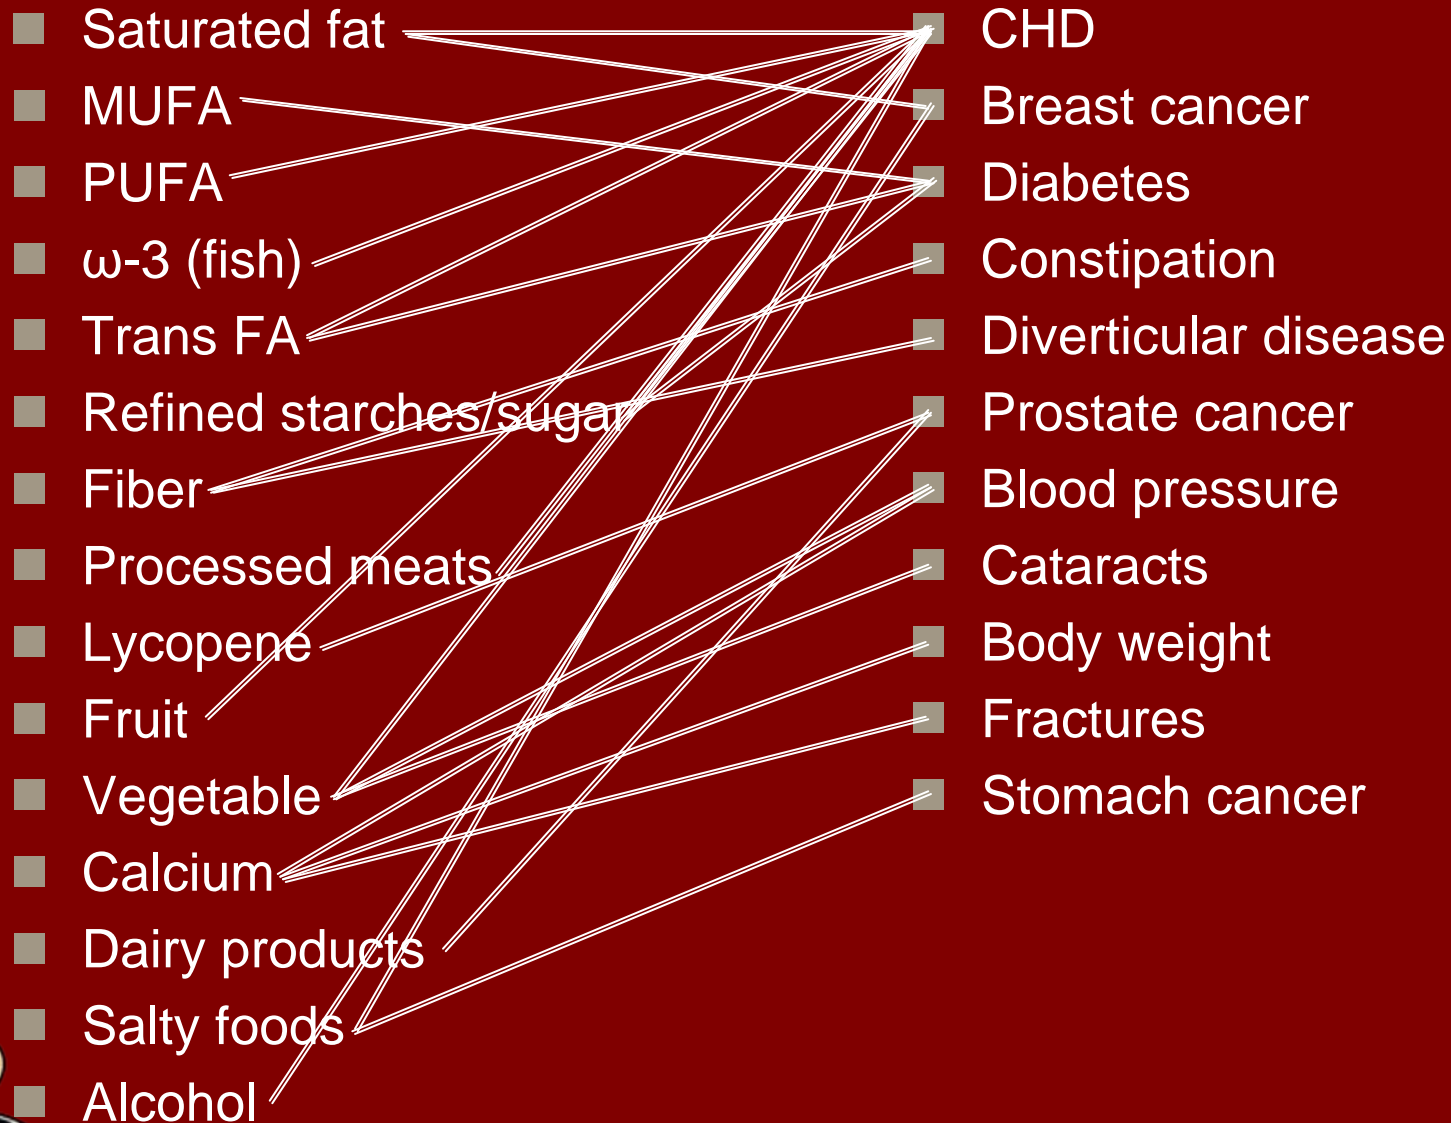 Saturated fat
MUFA
PUFA
ω-3 (fish)
Trans FA
Refined starches/sugar
Fiber
Processed meats
Lycopene
Fruit
Vegetable
Calcium
Dairy products
Salty foods
Alcohol
CHD
Breast cancer
Diabetes
Constipation
Diverticular disease
Prostate cancer
Blood pressure
Cataracts
Body weight
Fractures
Stomach cancer